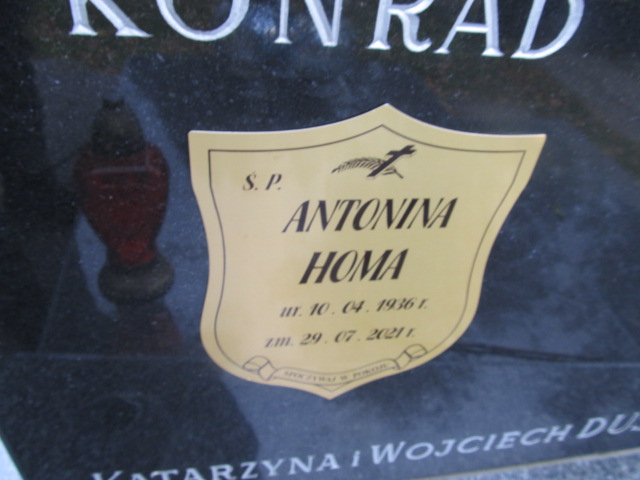 KONRAD
Ś. P.
ANTONINA
HOMA
ur. 10. 04. 1936 r.
zm. 29. 07. 2021 r.
SPOCZYWAJ W POKOJU
KATARZYNA I WOJCIECH